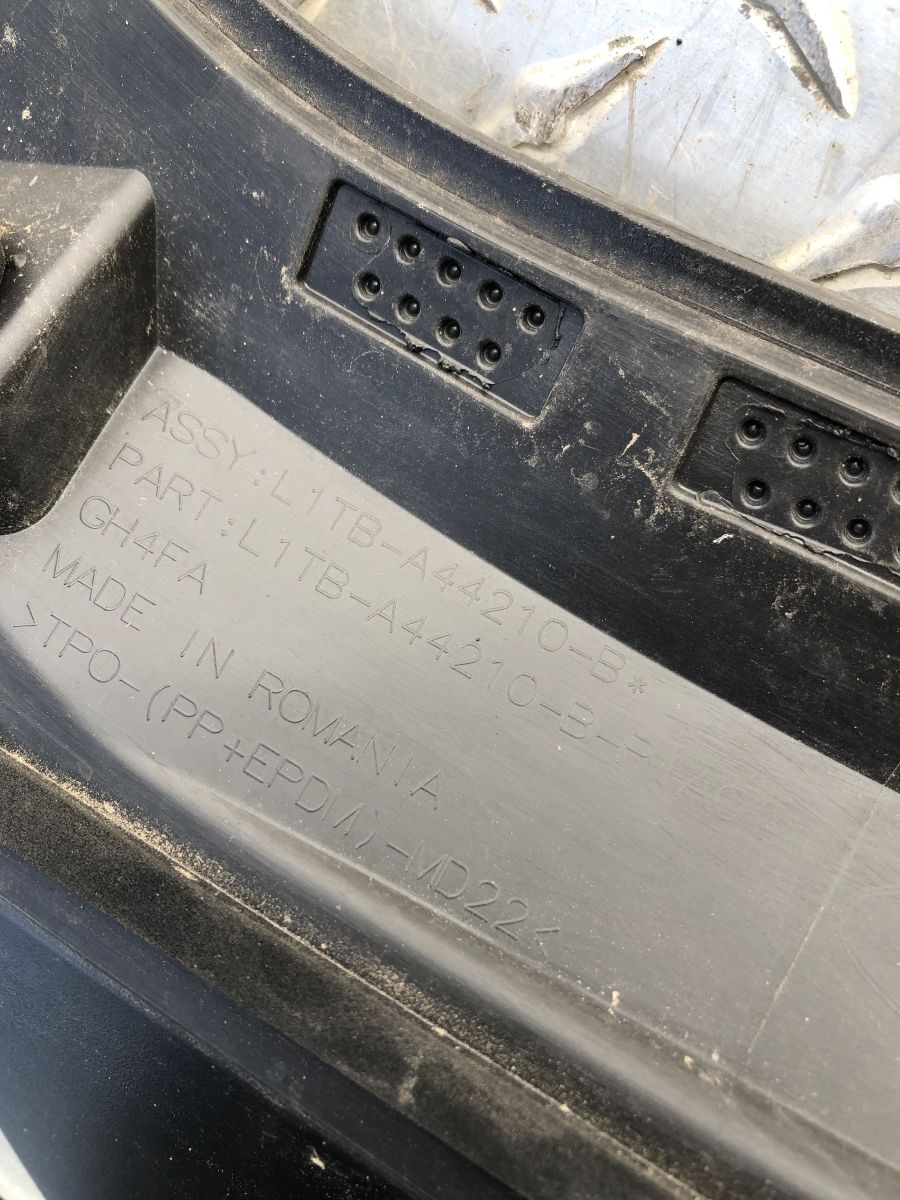 ASSY:L1TB-A44210-B*
PART:L1TB-A44210-B-P
GH4FA
MADE IN ROMANIA
>TPO-(PP+EPDM)-MD22<